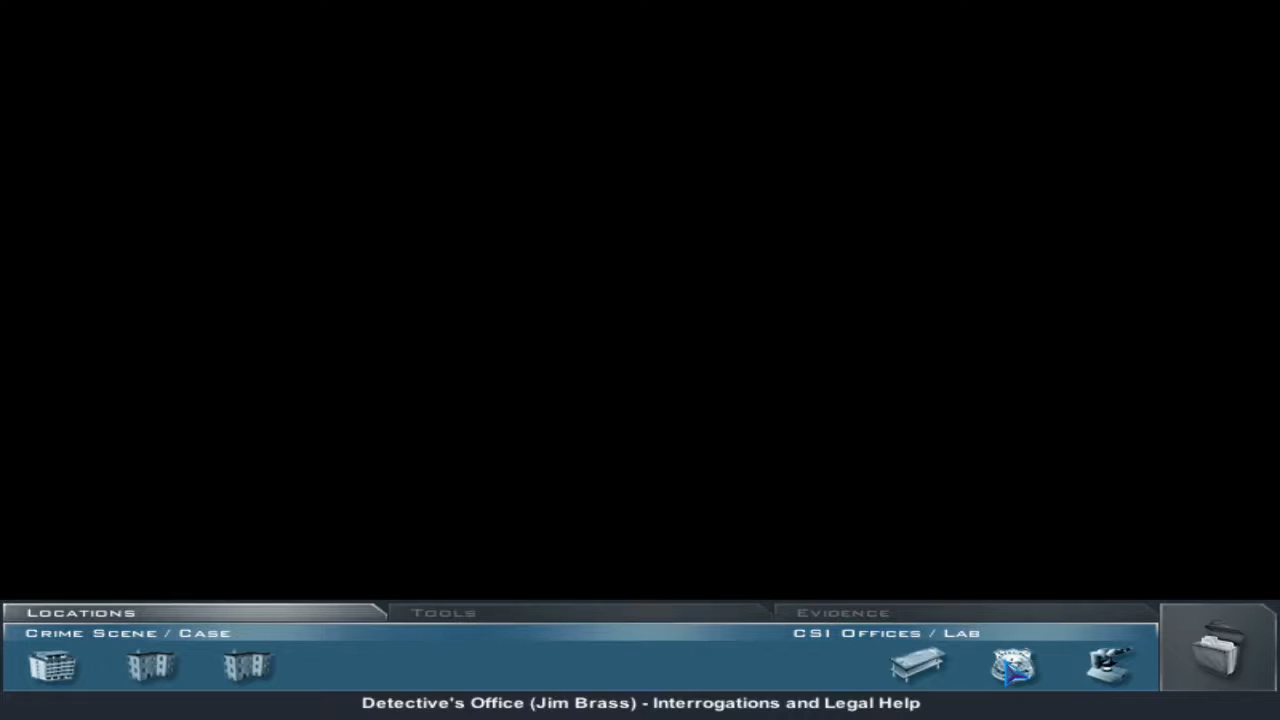 Locations
Tools
Evidence
Crime Scene / Case
CSI Offices / Lab
Detective's Office (Jim Brass) - Interrogations and Legal Help